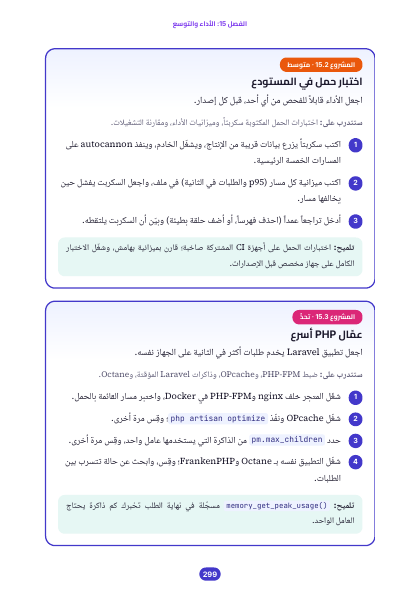 الفصل 15: الأداء والتوسع
المشروع 15.2 · متوسط
اختبار حمل في المستودع
اجعل الأداء قابلاً للفحص من أي أحد، قبل كل إصدار.
ستتدرب على: اختبارات الحمل المكتوبة سكربتاً، وميزانيات الأداء، ومقارنة التشغيلات.
1 اكتب سكربتاً يزرع بيانات قريبة من الإنتاج، ويشغّل الخادم، وينفذ autocannon على
المسارات الخمسة الرئيسية.
2 اكتب ميزانية كل مسار (p95 والطلبات في الثانية) في ملف، واجعل السكربت يفشل حين
يخالفها مسار.
3 أدخل تراجعاً عمداً (احذف فهرساً، أو أضف حلقة بطيئة) وبيّن أن السكربت يلتقطه.
تلميح: اختبارات الحمل على أجهزة CI المشتركة صاخبة؛ قارن بميزانية بهامش، وشغّل الاختبار
الكامل على جهاز مخصص قبل الإصدارات.
المشروع 15.3 · تحدٍّ
عمّال PHP أسرع
اجعل تطبيق Laravel يخدم طلبات أكثر في الثانية على الجهاز نفسه.
ستتدرب على: ضبط PHP-FPM، وOPcache، وذاكرات Laravel المؤقتة، وOctane.
1 شغّل المتجر خلف nginx وPHP-FPM في Docker، واختبر مسار القائمة بالحمل.
2 شغّل OPcache ونفّذ php artisan optimize؛ وقِس مرة أخرى.
3 حدد pm.max_children من الذاكرة التي يستخدمها عامل واحد، وقِس مرة أخرى.
4 شغّل التطبيق نفسه بـ Octane وFrankenPHP؛ وقِس، وابحث عن حالة تتسرب بين
الطلبات.
تلميح: memory_get_peak_usage() مسجّلة في نهاية الطلب تخبرك كم ذاكرة يحتاج
العامل الواحد.
299